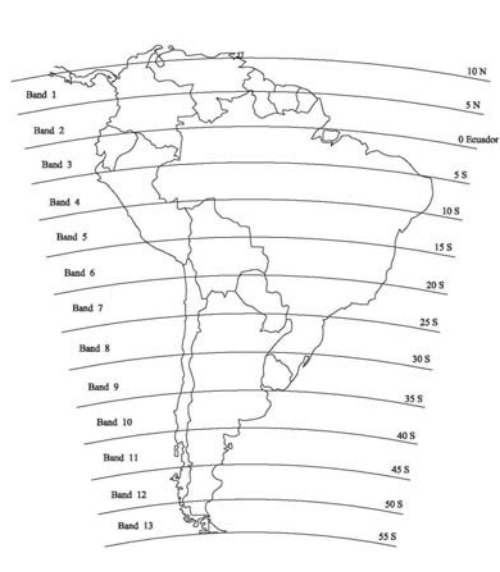 10 N
Band 1
5 N
Band 2
0 Ecuador
Band 3
5 S
Band 4
10 S
Band 5
15 S
Band 6
20 S
Band 7
25 S
Band 8
30 S
Band 9
35 S
Band 10
40 S
Band 11
45 S
Band 12
50 S
Band 13
55 S